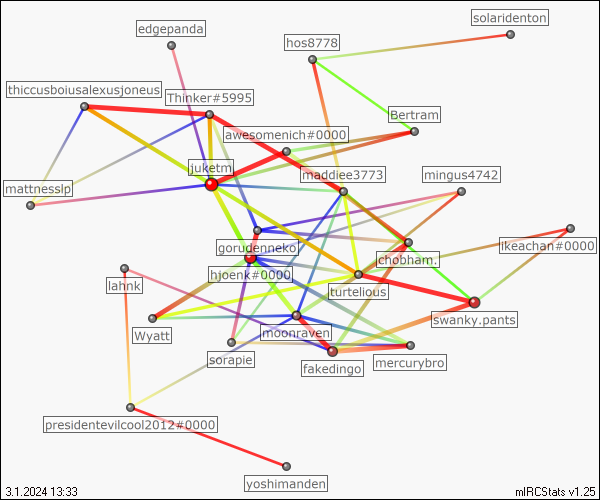 solaridenton
edgepanda
hos8778
thiccusboiusalexusjoneus
Thinker#5995
Bertram
awesomenich#0000
juketm
maddiee3773
mingus4742
mattnesslp
gorudenneko
Ikeachan#0000
chobham.
hjoenk#0000
lahnk
turtelious
swanky.pants
Wyatt
moonraven
sorapie
fakedingo
mercurybro
presidentevilcool2012#0000
yoshimanden
3.1.2024 13:33
mIRCStats v1.25